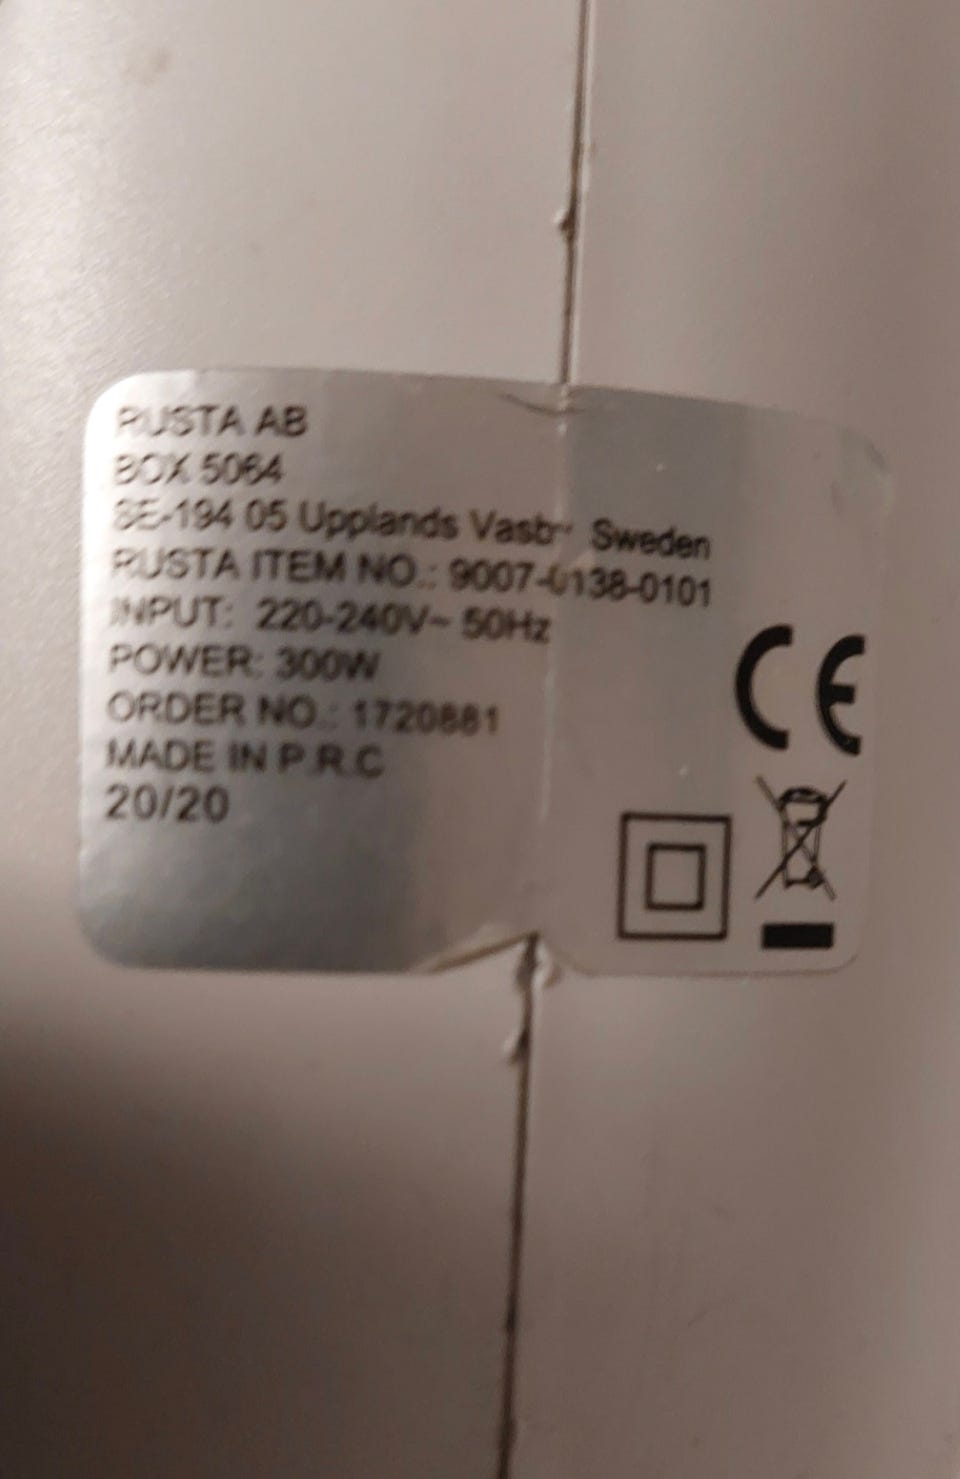 RUSTA AB
BOX 5064
SE-194 05 Upplands Sweden
RUSTA ITEM NO.: 9007-0138-0101
INPUT: 220-240V~ 50Hz
POWER: 300W
ORDER NO.: 1720881
MADE IN P.R.C
20/20
CE